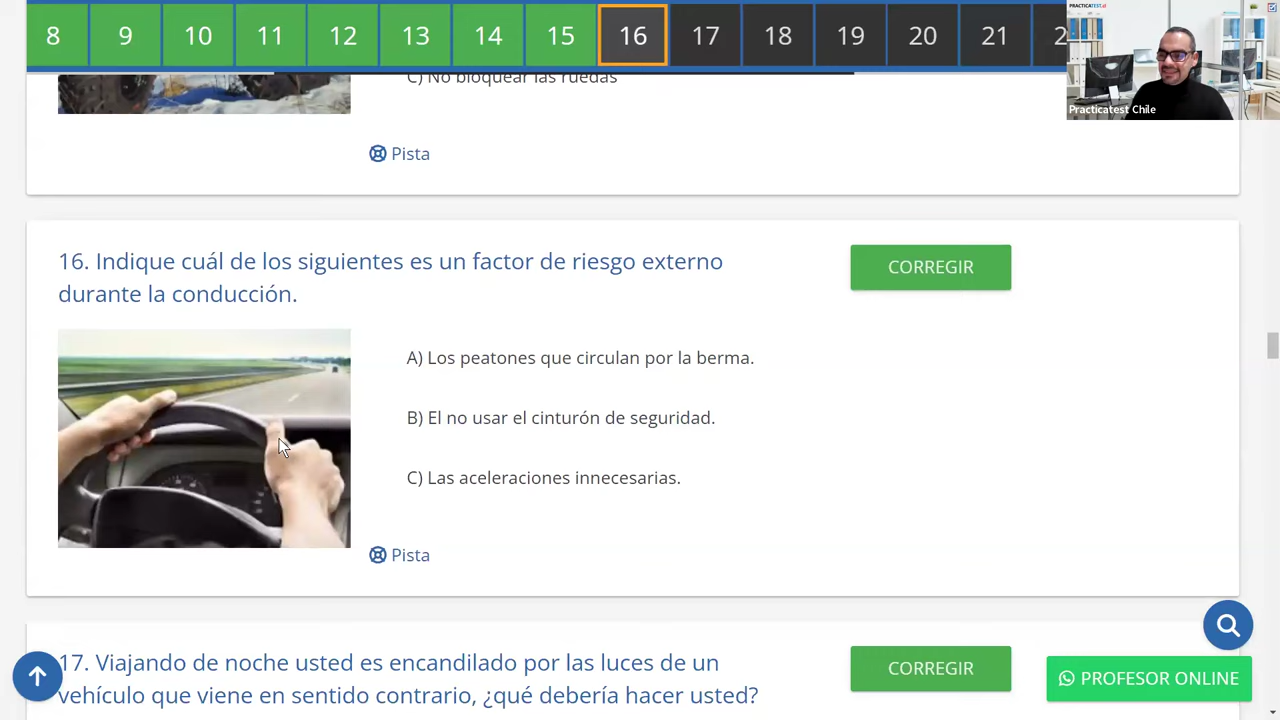 8 9 10 11 12 13 14 15 16 17 18 19 20 21 2
PRACTICATEST.cl
Practicatest Chile
C) No bloquear las ruedas
Pista
16. Indique cuál de los siguientes es un factor de riesgo externo
durante la conducción.
CORREGIR
A) Los peatones que circulan por la berma.
B) El no usar el cinturón de seguridad.
C) Las aceleraciones innecesarias.
Pista
17. Viajando de noche usted es encandilado por las luces de un
vehículo que viene en sentido contrario, ¿qué debería hacer usted?
CORREGIR
PROFESOR ONLINE